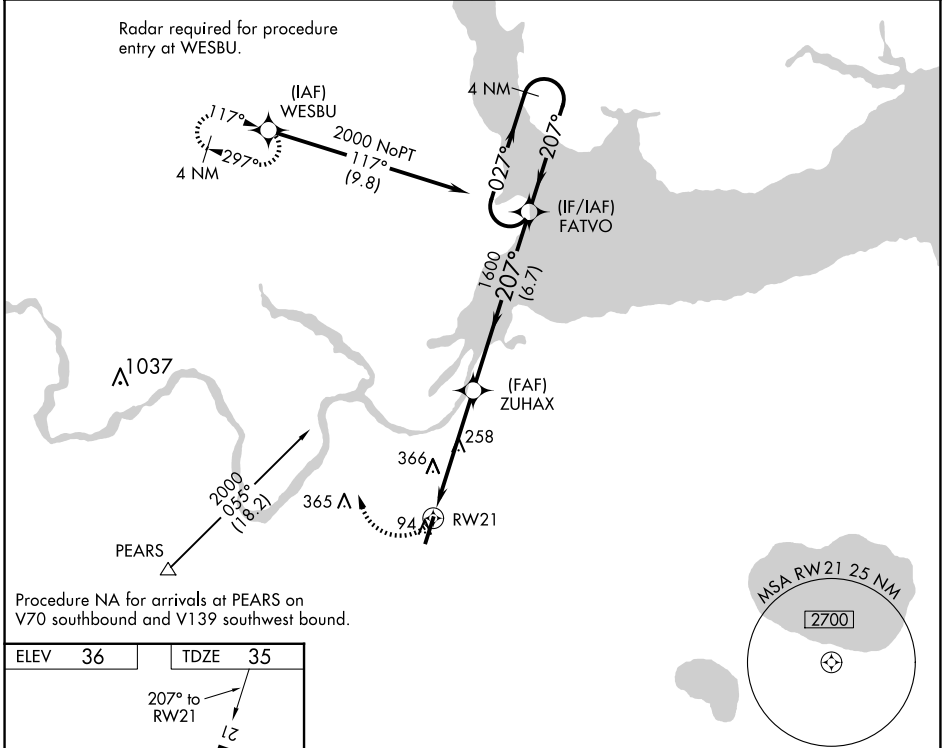 Radar required for procedure
entry at WESBU.
(IAF)
WESBU
117°
297°
4 NM
2000 NoPT
117°
(9.8)
4 NM
027°
207°
(IF/IAF)
FATVO
1600
207°
(6.7)
1037
(FAF)
ZUHAX
258
366
365
94
RW21
2000
055°
(18.2)
PEARS
Procedure NA for arrivals at PEARS on
V70 southbound and V139 southwest bound.
MSA RW21 25 NM
2700
ELEV 36
TDZE 35
207° to
RW21
21